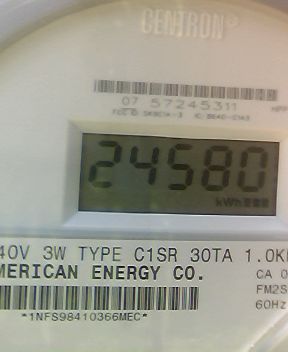 CENTRON®
07 57245311
24580
kWh
40V 3W TYPE C1SR 30TA 1.0K
MERICAN ENERGY CO.
CA 0
FM2S
60Hz
*1NFS98410366MEC*